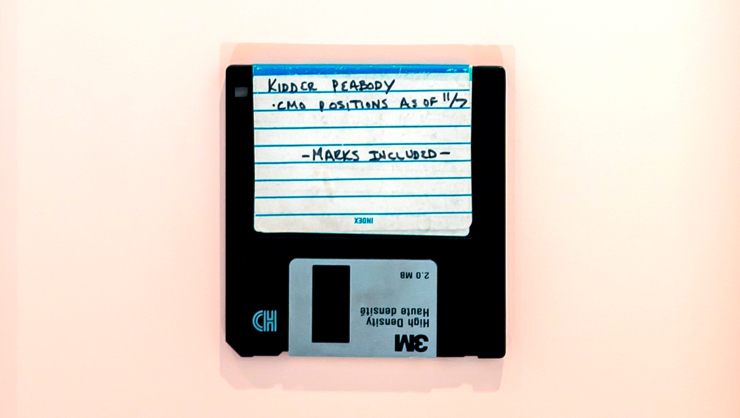 KIDDER PEABODY
·CMO POSITIONS AS OF 11/7
-MARKS INCLUDED-
INDEX
2.0 MB
High Density
Haute densité
3M
HD